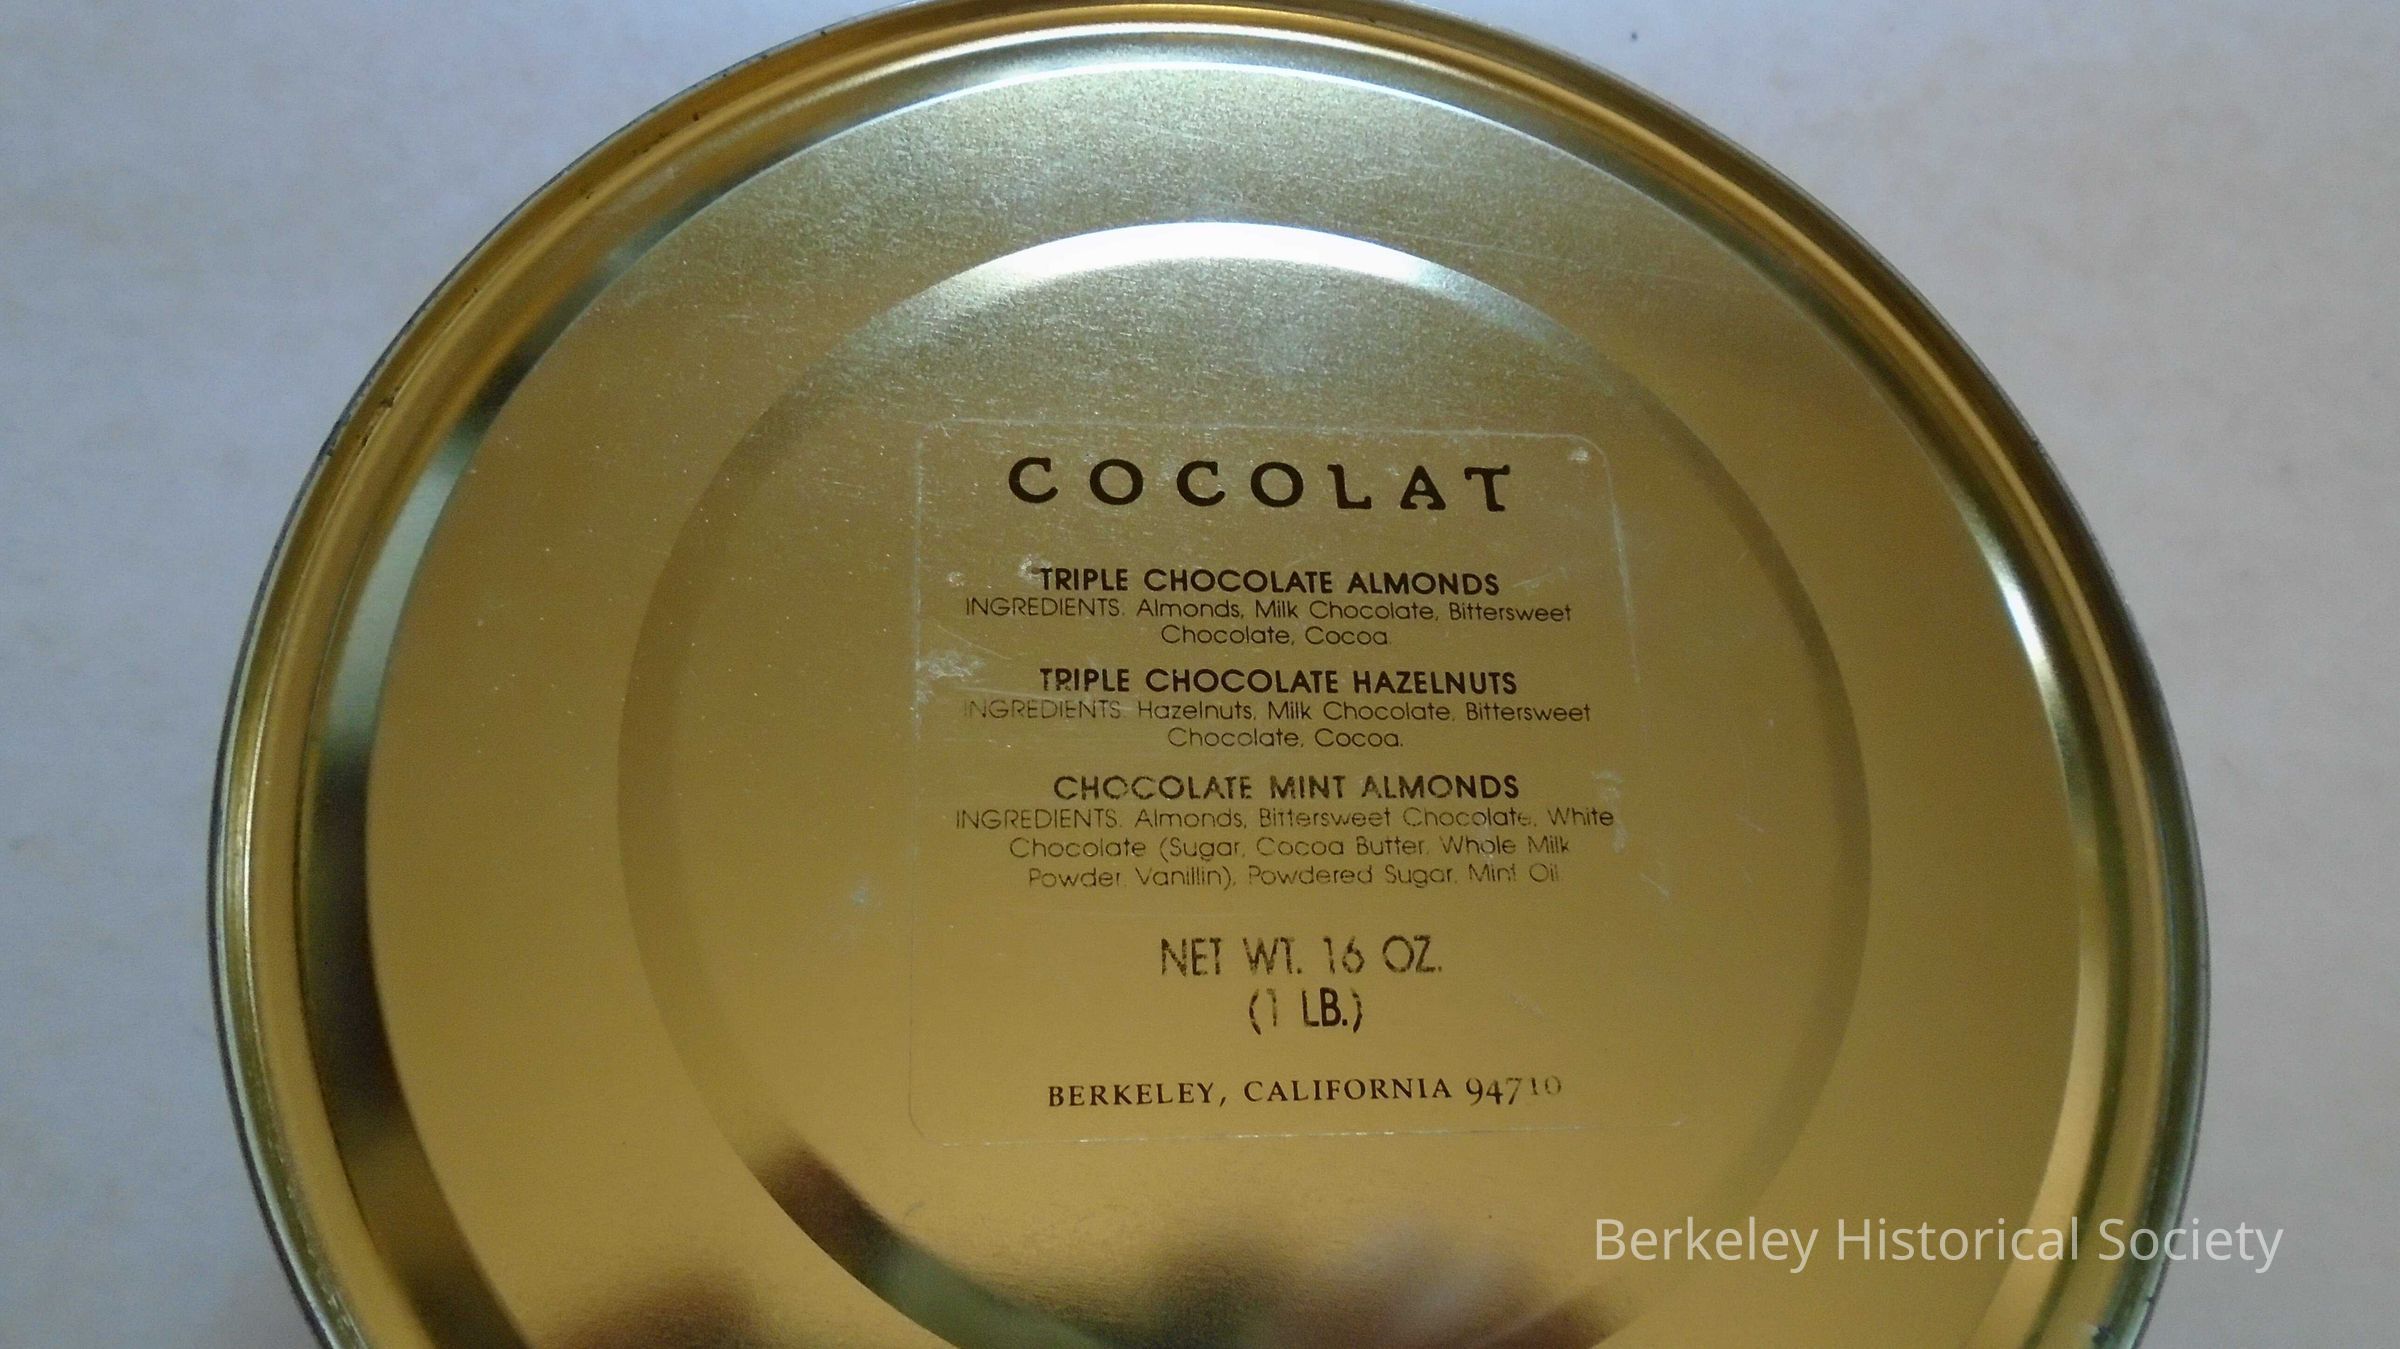 COCOLAT
TRIPLE CHOCOLATE ALMONDS
INGREDIENTS: Almonds, Milk Chocolate, Bittersweet
Chocolate, Cocoa.
TRIPLE CHOCOLATE HAZELNUTS
INGREDIENTS: Hazelnuts, Milk Chocolate, Bittersweet
Chocolate, Cocoa.
CHOCOLATE MINT ALMONDS
INGREDIENTS: Almonds, Bittersweet Chocolate, White
Chocolate (Sugar, Cocoa Butter, Whole Milk
Powder, Vanillin), Powdered Sugar, Mint Oil.
NET WT. 16 OZ.
(1 LB.)
BERKELEY, CALIFORNIA 94710
Berkeley Historical Society